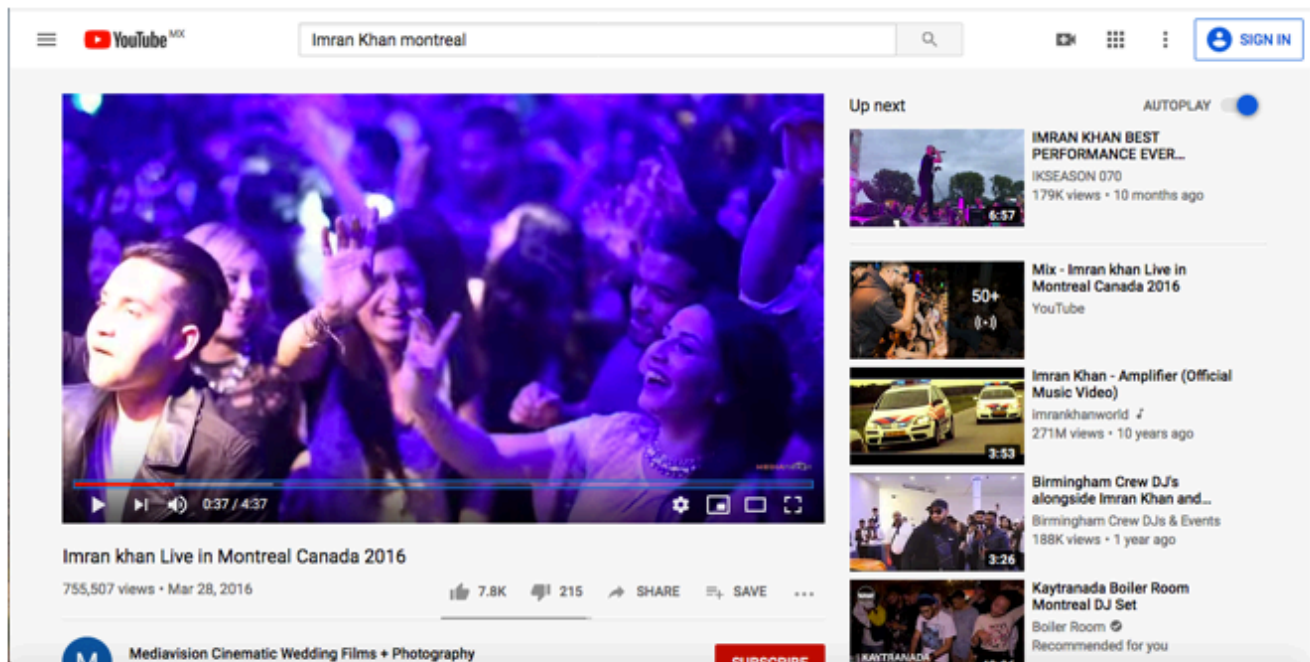 YouTube MX
Imran Khan montreal
SIGN IN
Up next
AUTOPLAY
IMRAN KHAN BEST
PERFORMANCE EVER...
IKSEASON 070
179K views • 10 months ago
6:57
Mix - Imran khan Live in
Montreal Canada 2016
YouTube
50+
Imran Khan - Amplifier (Official
Music Video)
imrankhanworld
271M views • 10 years ago
3:53
Birmingham Crew DJ's
alongside Imran Khan and...
Birmingham Crew DJs & Events
188K views • 1 year ago
3:26
Kaytranada Boiler Room
Montreal DJ Set
Boiler Room
Recommended for you
KAYTRANADA
0:37 / 4:37
Imran khan Live in Montreal Canada 2016
755,507 views • Mar 28, 2016
7.8K
215
SHARE
SAVE
M
Mediavision Cinematic Wedding Films + Photography
SUBSCRIBE